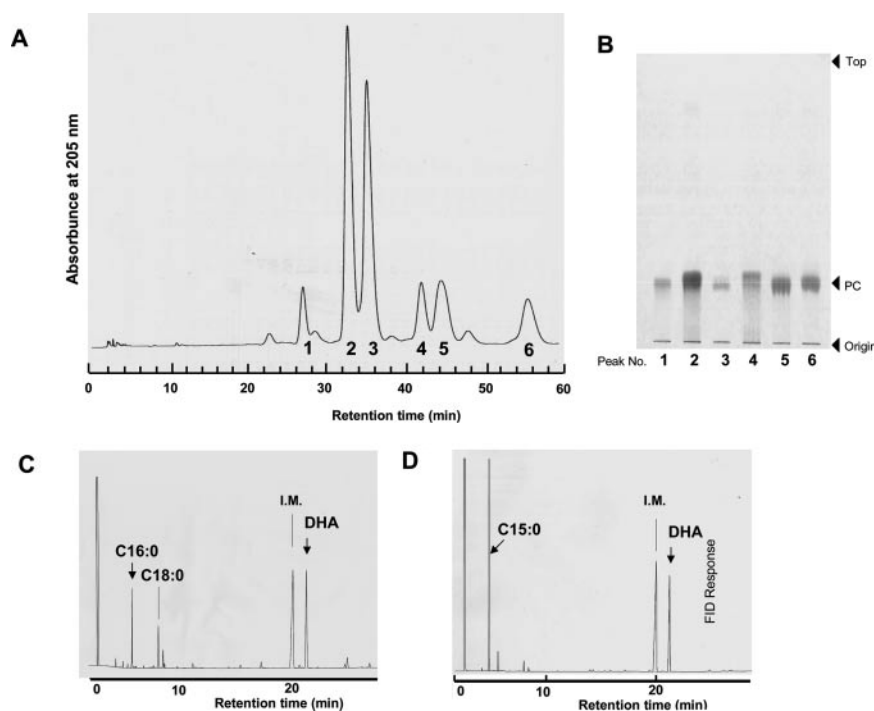 A
Absorbunce at 205 nm
1 2 3 4 5 6
0 10 20 30 40 50 60
Retention time (min)
B
Top
PC
Origin
Peak No. 1 2 3 4 5 6
C
I.M.
DHA
C16:0
C18:0
0 10 20
Retention time (min)
D
I.M.
DHA
C15:0
FID Response
0 10 20
Retention time (min)